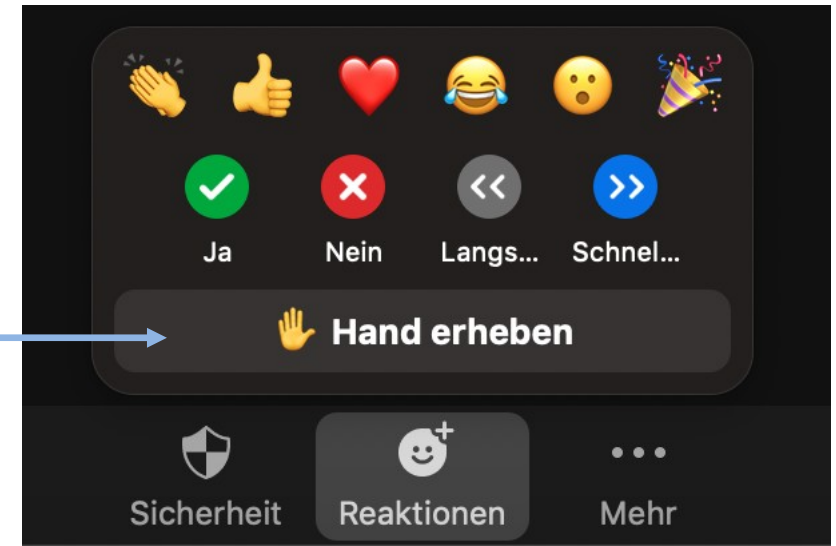 Ja Nein Langs... Schnel...
Hand erheben
Sicherheit Reaktionen Mehr